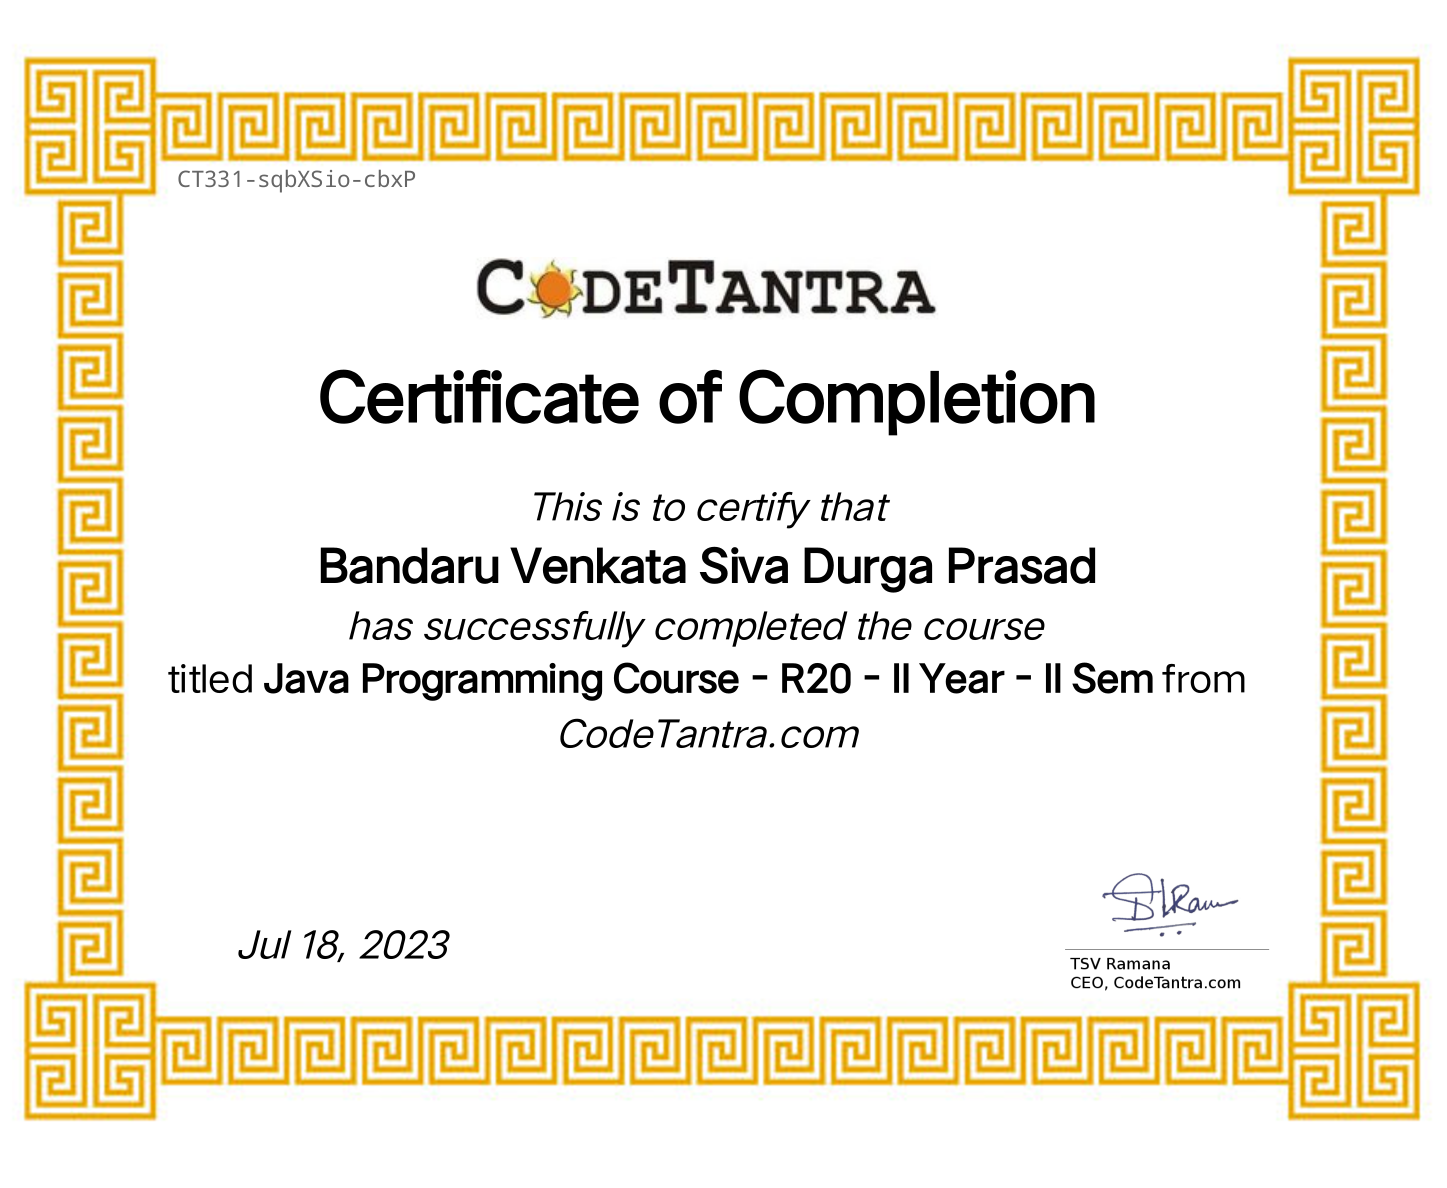 CT331-sqbXSio-cbxP
CODETANTRA
Certificate of Completion
This is to certify that
Bandaru Venkata Siva Durga Prasad
has successfully completed the course
titled Java Programming Course - R20 - II Year - II Sem from
CodeTantra.com
Jul 18, 2023
TSV Ramana
CEO, CodeTantra.com